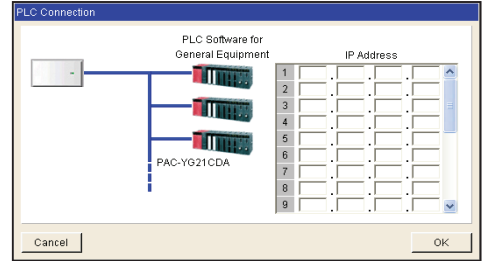 PLC Connection
PLC Software for
General Equipment
IP Address
1
2
3
4
5
6
7
8
9
PAC-YG21CDA
Cancel
OK